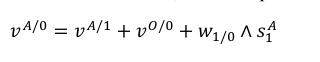 v^{A/0} = v^{A/1} + v^{O/0} + w_{1/0} ∧ s_1^A